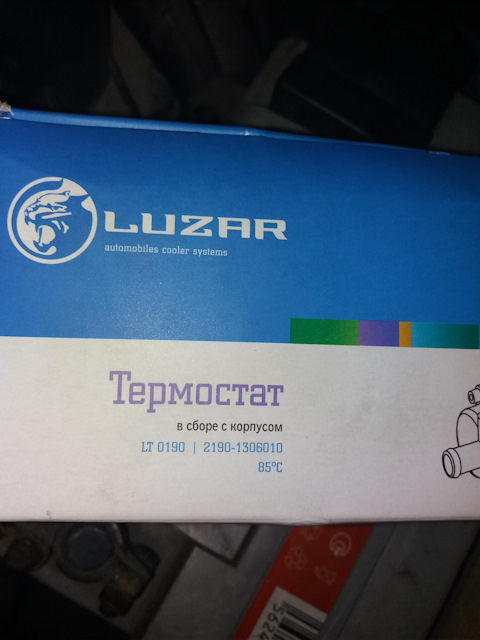 LUZAR
automobiles cooler systems
Термостат
в сборе с корпусом
LT 0190 | 2190-1306010
85°C